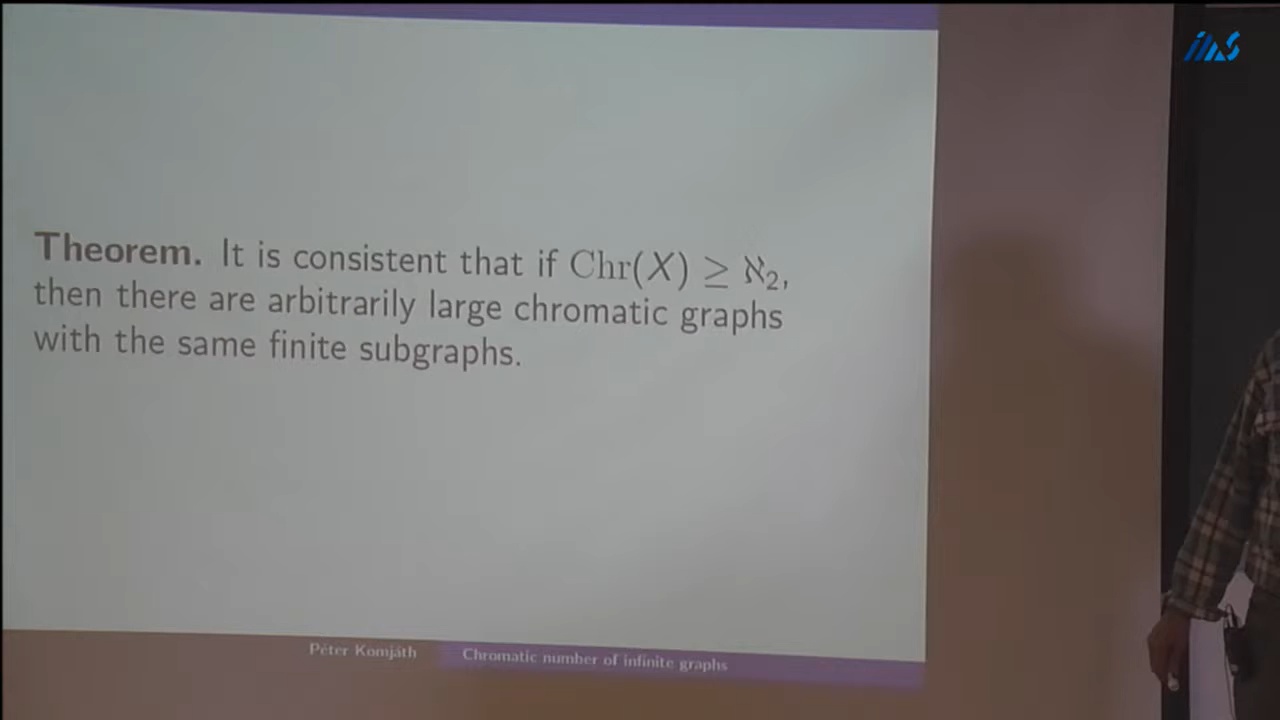 IMS
Theorem. It is consistent that if Chr(X) ≥ ℵ₂,
then there are arbitrarily large chromatic graphs
with the same finite subgraphs.
Péter Komjáth Chromatic number of infinite graphs